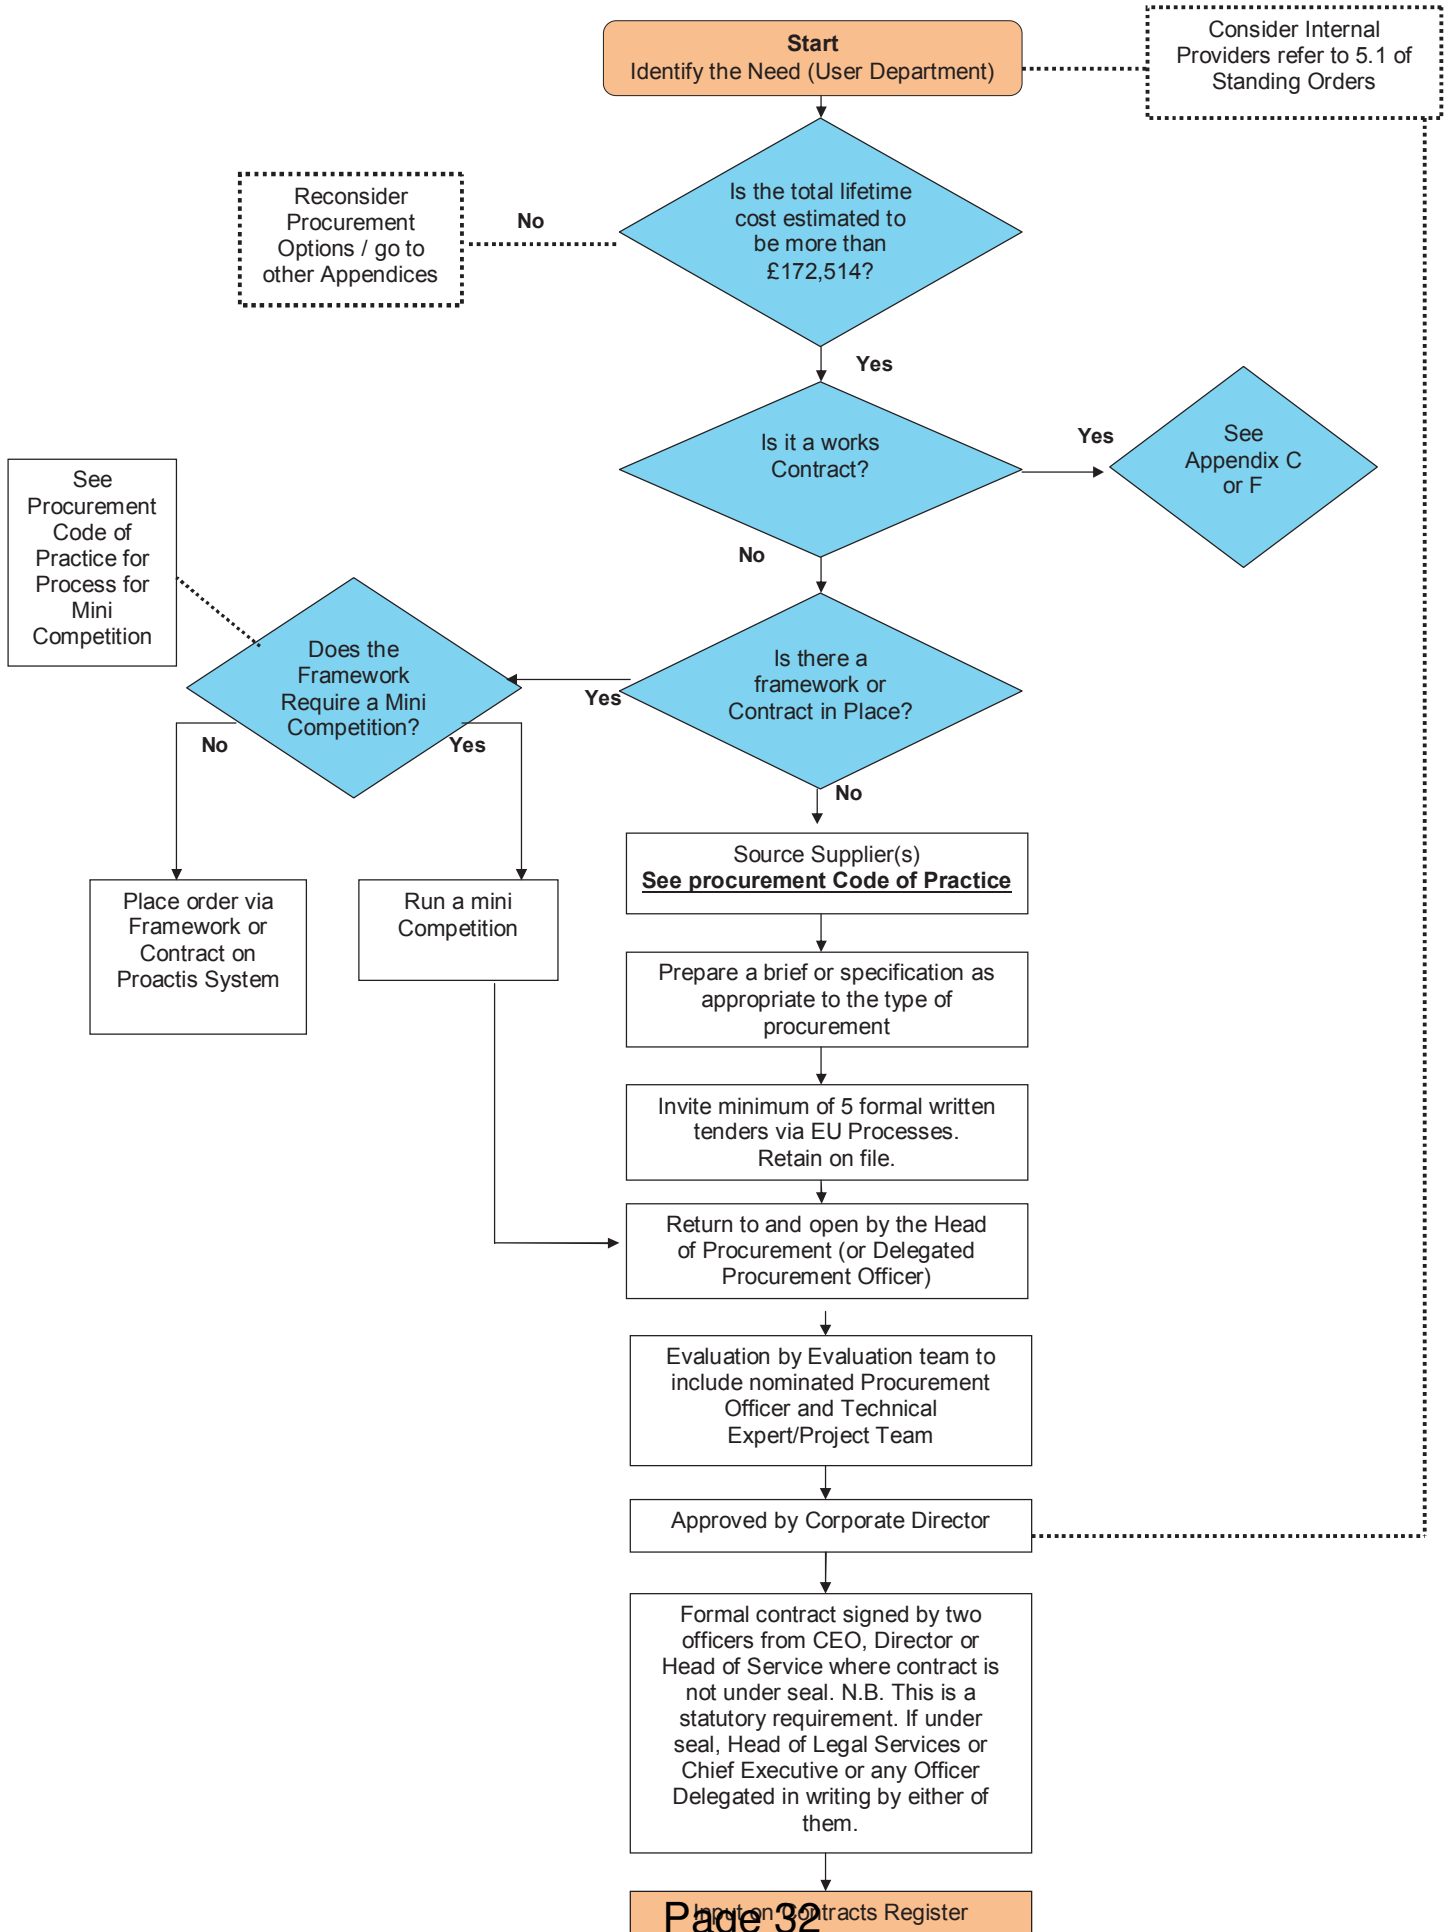 Start
Identify the Need (User Department)
Consider Internal
Providers refer to 5.1 of
Standing Orders
Is the total lifetime
cost estimated to
be more than
£172,514?
No
Reconsider
Procurement
Options / go to
other Appendices
Yes
Is it a works
Contract?
Yes
See
Appendix C
or F
No
See
Procurement
Code of
Practice for
Process for
Mini
Competition
Is there a
framework or
Contract in Place?
Yes
Does the
Framework
Require a Mini
Competition?
No
Yes
Place order via
Framework or
Contract on
Proactis System
Run a mini
Competition
No
Source Supplier(s)
See procurement Code of Practice
Prepare a brief or specification as
appropriate to the type of
procurement
Invite minimum of 5 formal written
tenders via EU Processes.
Retain on file.
Return to and open by the Head
of Procurement (or Delegated
Procurement Officer)
Evaluation by Evaluation team to
include nominated Procurement
Officer and Technical
Expert/Project Team
Approved by Corporate Director
Formal contract signed by two
officers from CEO, Director or
Head of Service where contract is
not under seal. N.B. This is a
statutory requirement. If under
seal, Head of Legal Services or
Chief Executive or any Officer
Delegated in writing by either of
them.
Input on Contracts Register
Page 32